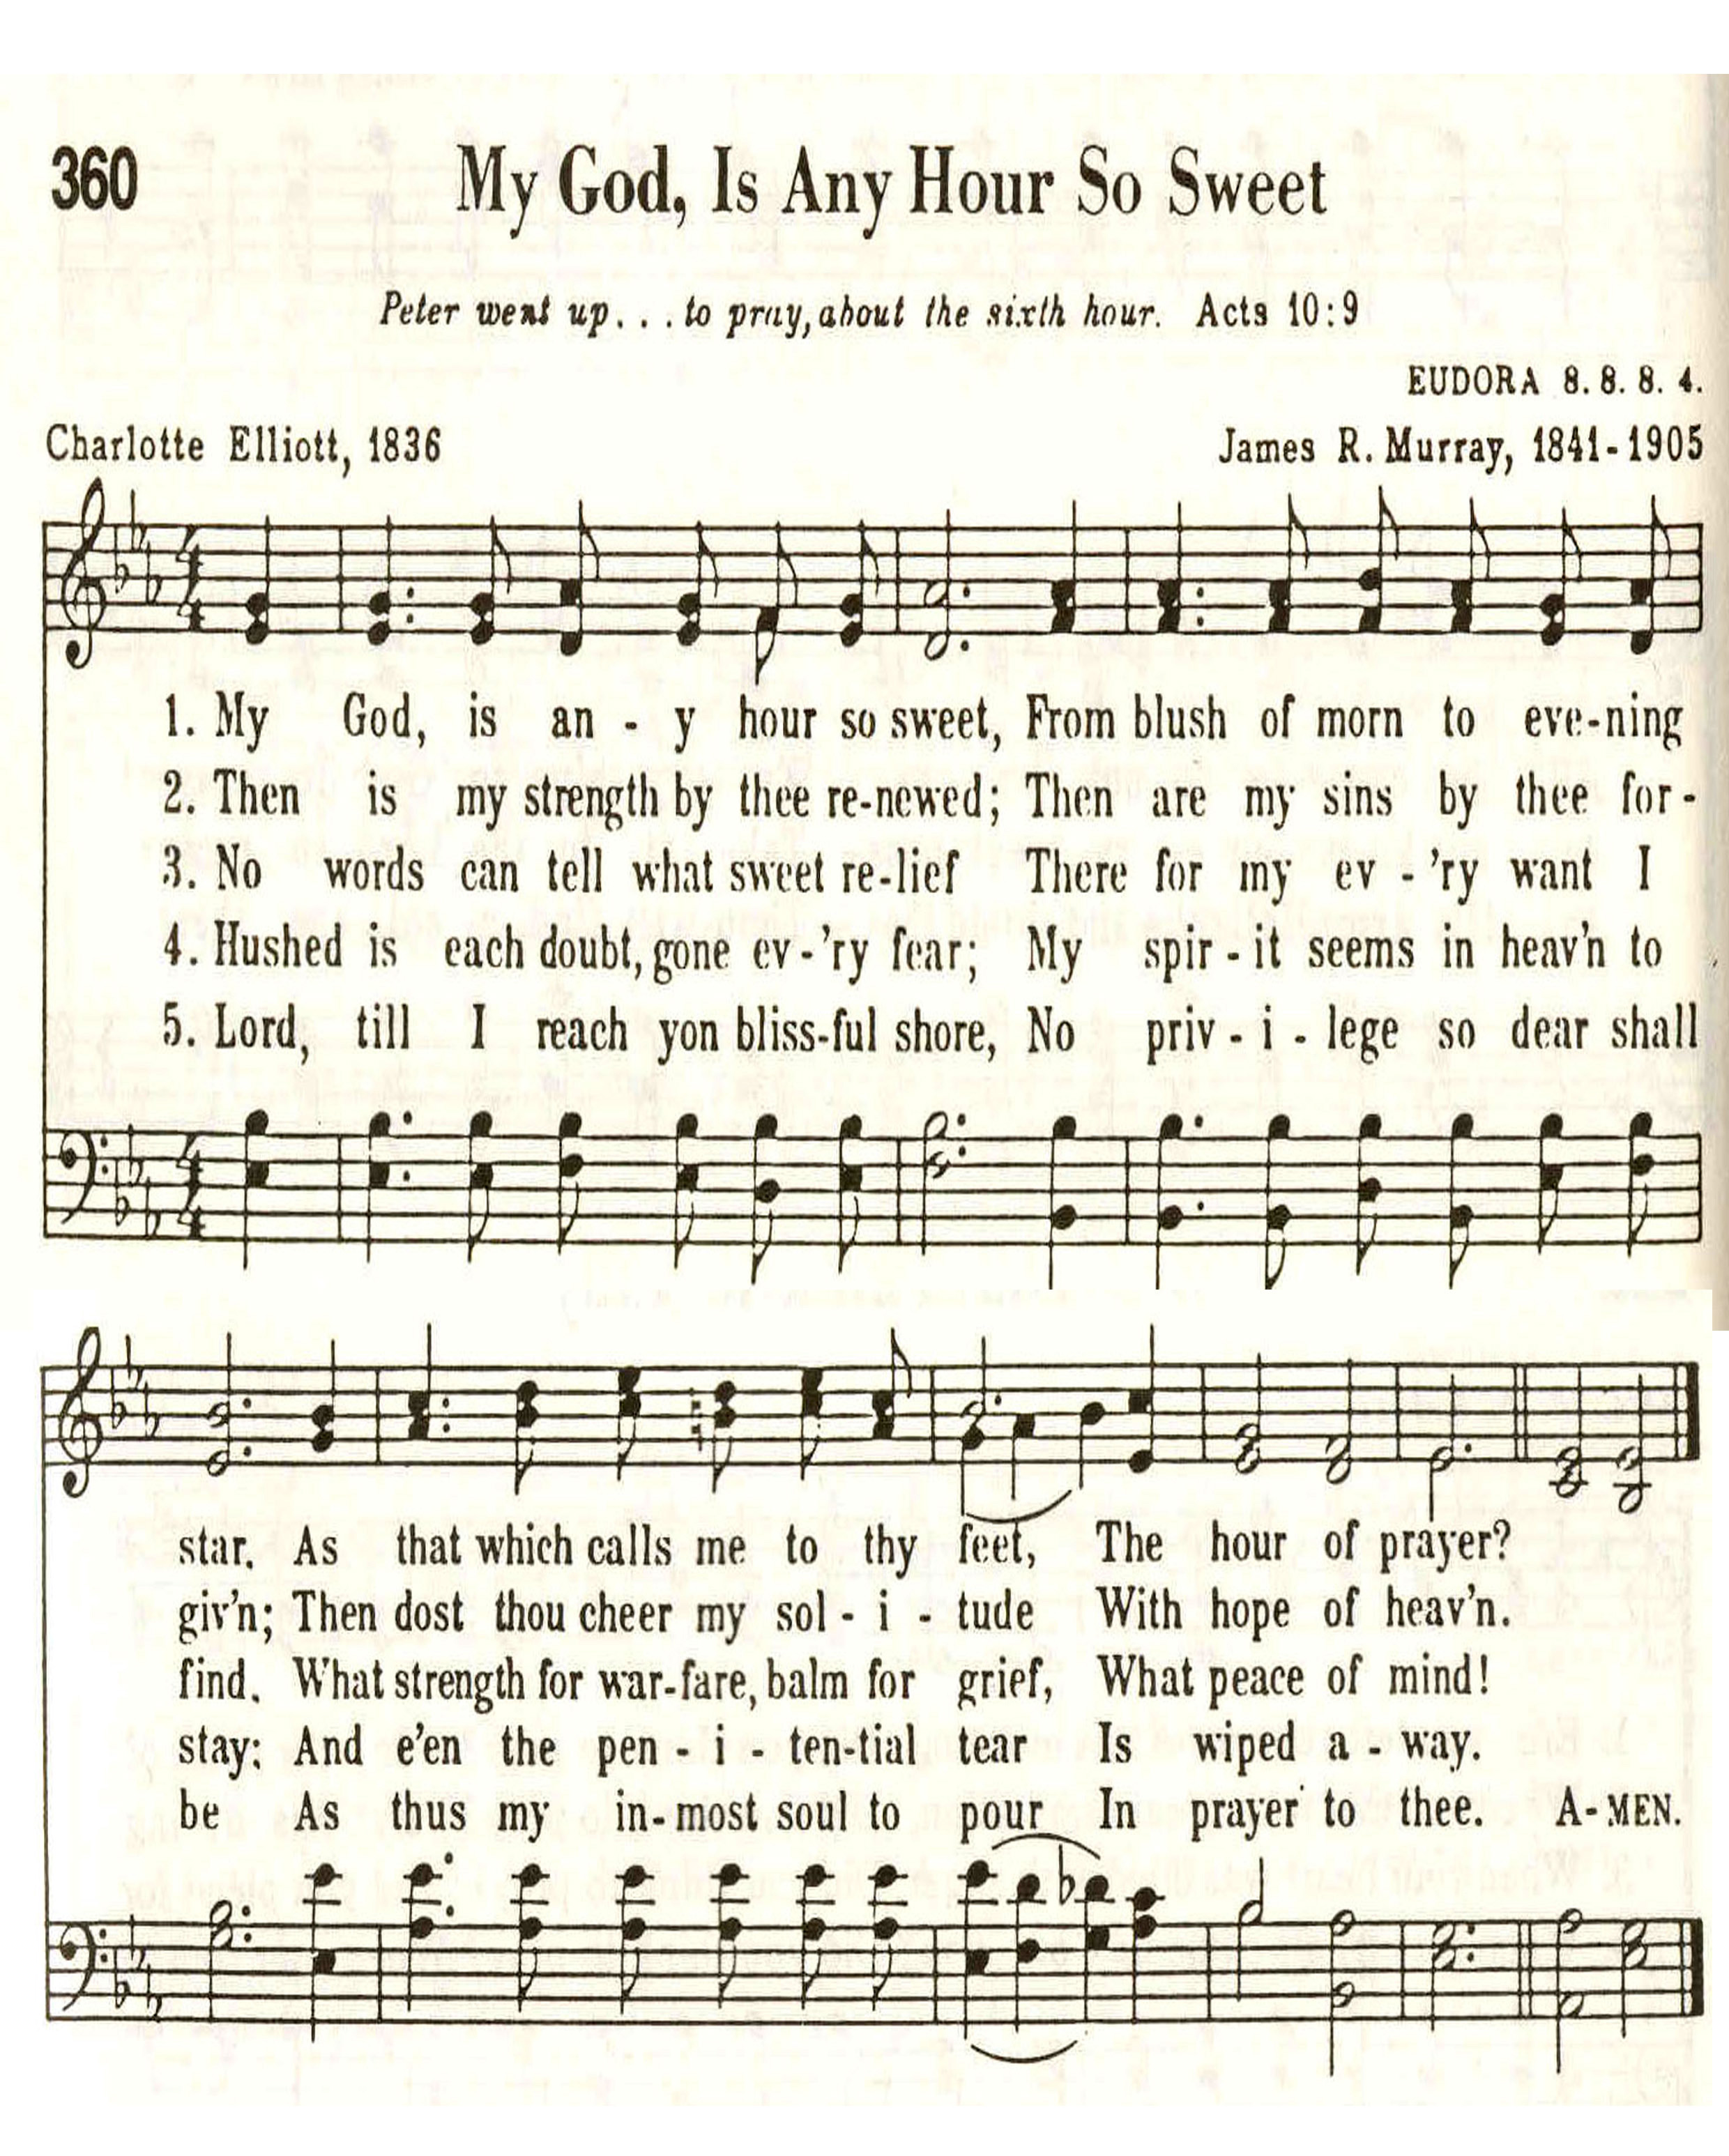 360 My God, Is Any Hour So Sweet
Peter went up. . . to pray, about the sixth hour. Acts 10:9
EUDORA 8. 8. 8. 4.
Charlotte Elliott, 1836 James R. Murray, 1841-1905
1. My God, is an - y hour so sweet, From blush of morn to eve-ning
2. Then is my strength by thee re-newed; Then are my sins by thee for-
3. No words can tell what sweet re-lief There for my ev - 'ry want I
4. Hushed is each doubt, gone ev-'ry fear; My spir - it seems in heav'n to
5. Lord, till I reach yon bliss-ful shore, No priv - i - lege so dear shall
star, As that which calls me to thy feet, The hour of prayer?
giv'n; Then dost thou cheer my sol - i - tude With hope of heav'n.
find, What strength for war-fare, balm for grief, What peace of mind!
stay; And e'en the pen - i - ten-tial tear Is wiped a - way.
be As thus my in-most soul to pour In prayer to thee. A-MEN.